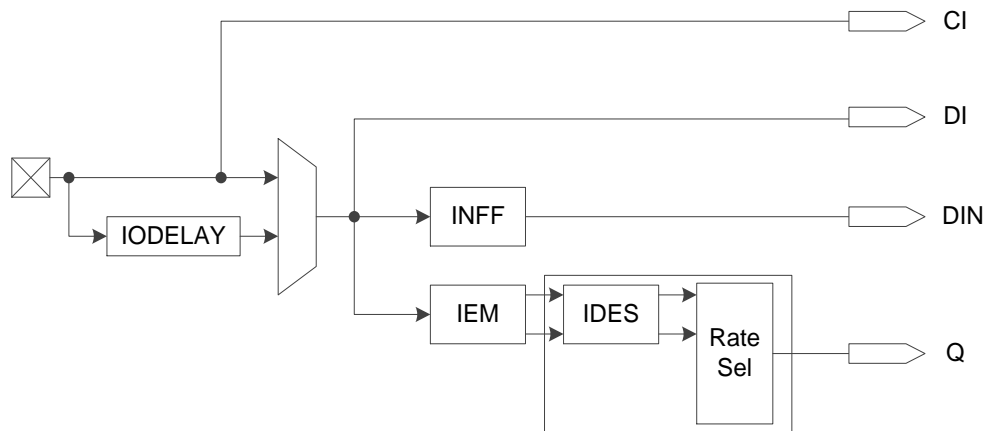 CI
DI
IODELAY
INFF
DIN
IEM
IDES
Rate
Sel
Q